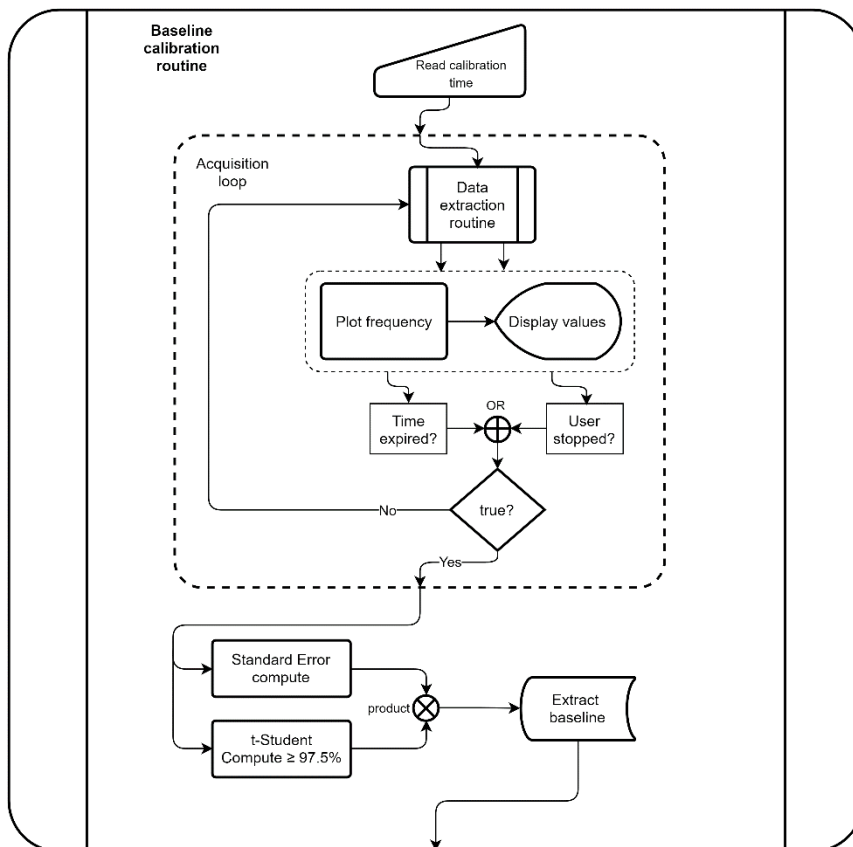 Baseline
calibration
routine
Read calibration
time
Acquisition
loop
Data
extraction
routine
Plot frequency
Display values
OR
Time
expired?
User
stopped?
true?
No
Yes
Standard Error
compute
product
Extract
baseline
t-Student
Compute ≥ 97.5%